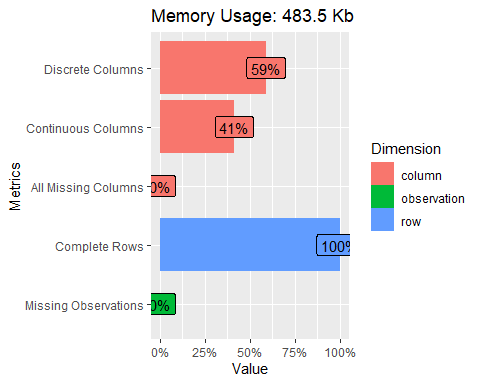 Memory Usage: 483.5 Kb
Metrics
Discrete Columns
59%
Continuous Columns
41%
All Missing Columns
0%
Complete Rows
100%
Missing Observations
0%
0% 25% 50% 75% 100%
Value
Dimension
column
observation
row